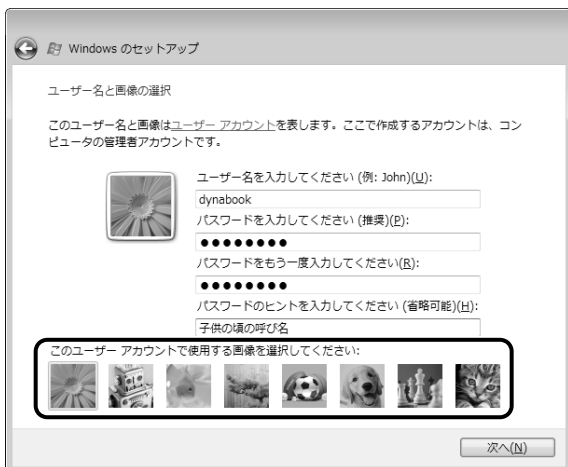 Windows のセットアップ
ユーザー名と画像の選択
このユーザー名と画像はユーザー アカウントを表します。ここで作成するアカウントは、コン
ピュータの管理者アカウントです。
ユーザー名を入力してください (例: John)(U):
dynabook
パスワードを入力してください (推奨)(P):
●●●●●●●●
パスワードをもう一度入力してください(R):
●●●●●●●●
パスワードのヒントを入力してください (省略可能)(H):
子供の頃の呼び名
このユーザー アカウントで使用する画像を選択してください:
次へ(N)